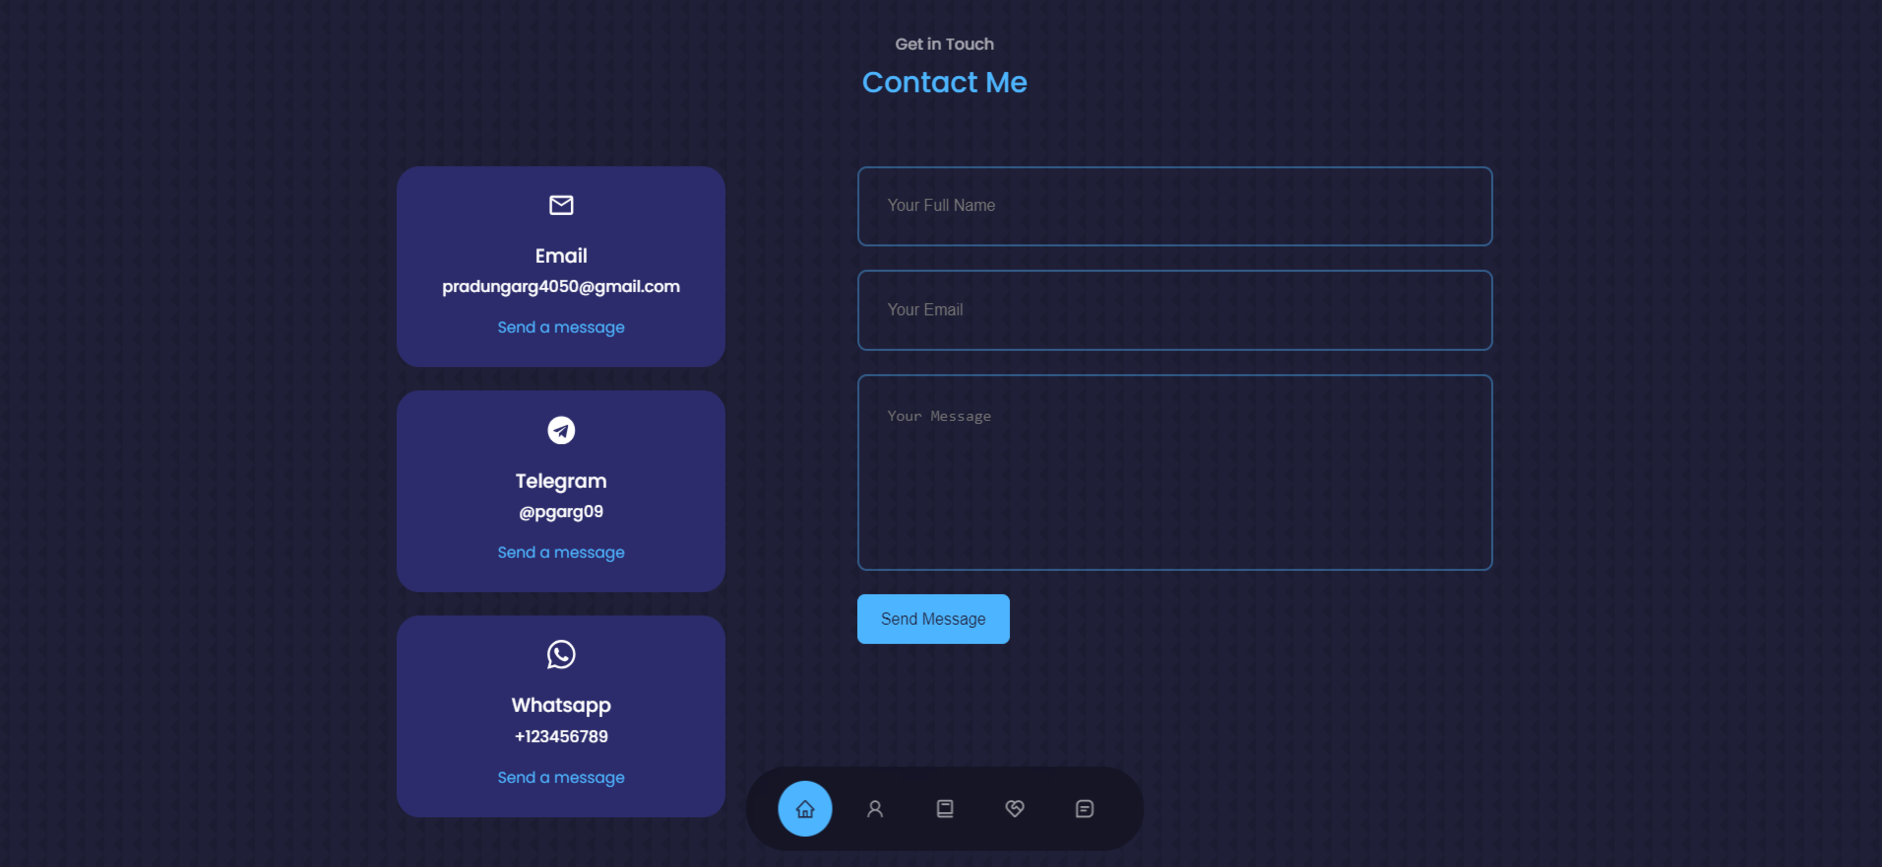 Get in Touch
Contact Me
Email
pradungarg4050@gmail.com
Send a message
Telegram
@pgarg09
Send a message
Whatsapp
+123456789
Send a message
Your Full Name
Your Email
Your Message
Send Message